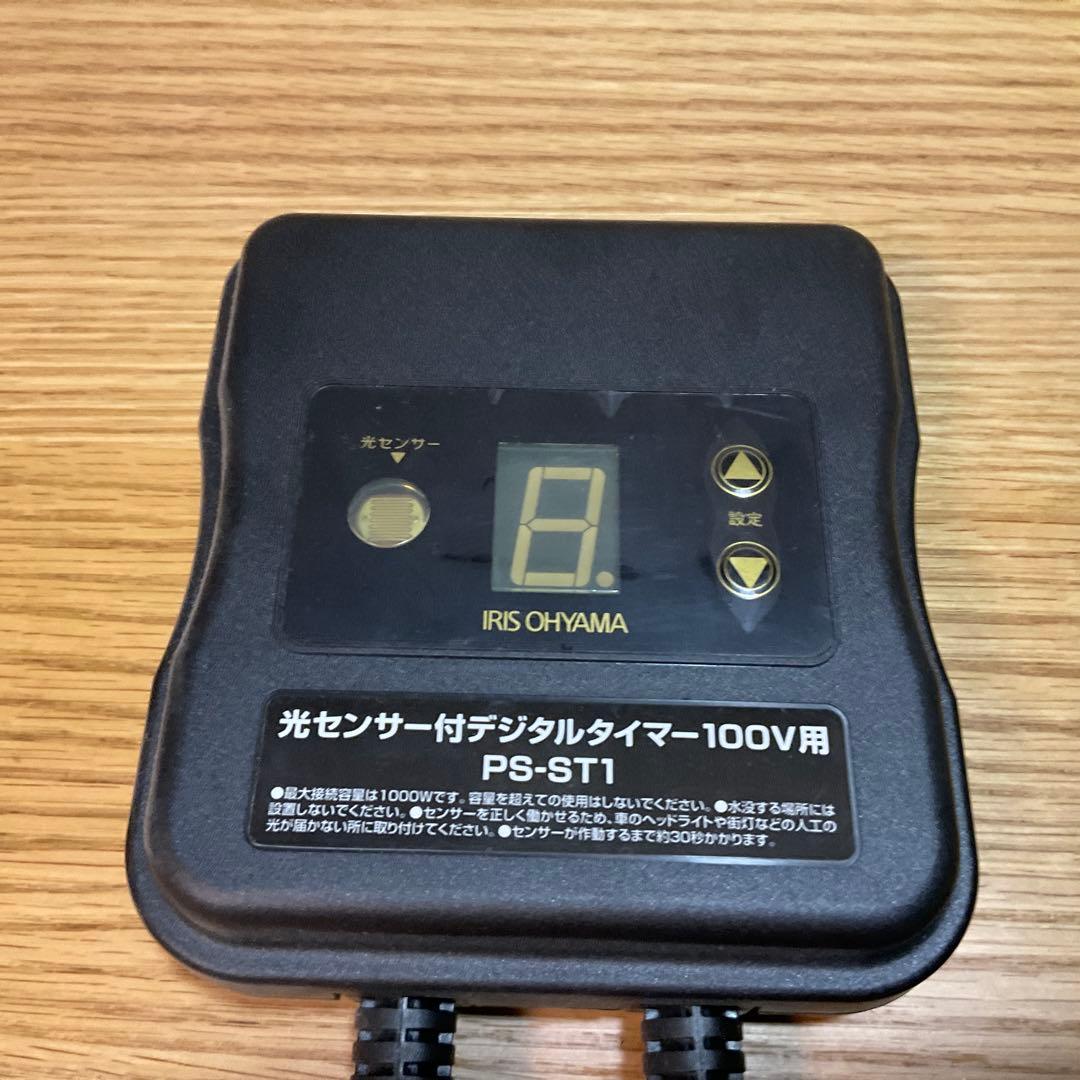 光センサー
▼
8.
▲
設定
▼
IRIS OHYAMA
光センサー付デジタルタイマー100V用
PS-ST1
●最大接続容量は1000Wです。容量を超えての使用はしないでください。●水没する場所には
設置しないでください。●センサーを正しく働かせるため、車のヘッドライトや街灯などの人工の
光が届かない所に取り付けてください。●センサーが作動するまで約30秒かかります。